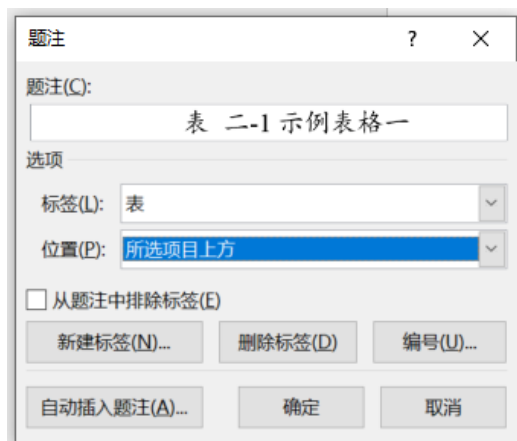 题注 ?
题注(C):
表 二-1 示例表格一
选项
标签(L): 表
位置(P): 所选项目上方
从题注中排除标签(E)
新建标签(N)... 删除标签(D) 编号(U)...
自动插入题注(A)... 确定 取消